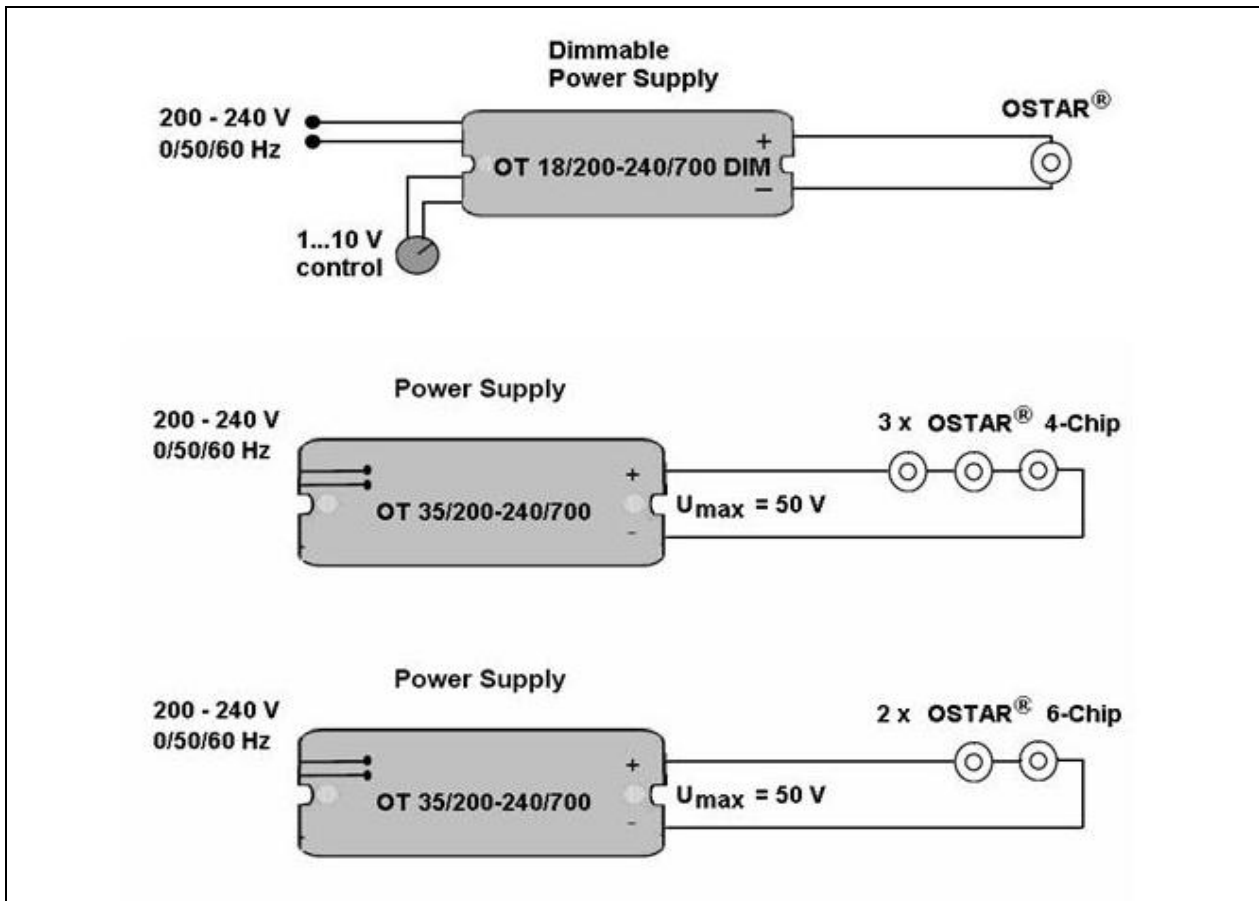 Dimmable
Power Supply
200 - 240 V
0/50/60 Hz
OSTAR®
+
OT 18/200-240/700 DIM
–
1...10 V
control
Power Supply
200 - 240 V
0/50/60 Hz
3 x OSTAR® 4-Chip
+
Umax = 50 V
OT 35/200-240/700
-
Power Supply
200 - 240 V
0/50/60 Hz
2 x OSTAR® 6-Chip
+
Umax = 50 V
OT 35/200-240/700
-